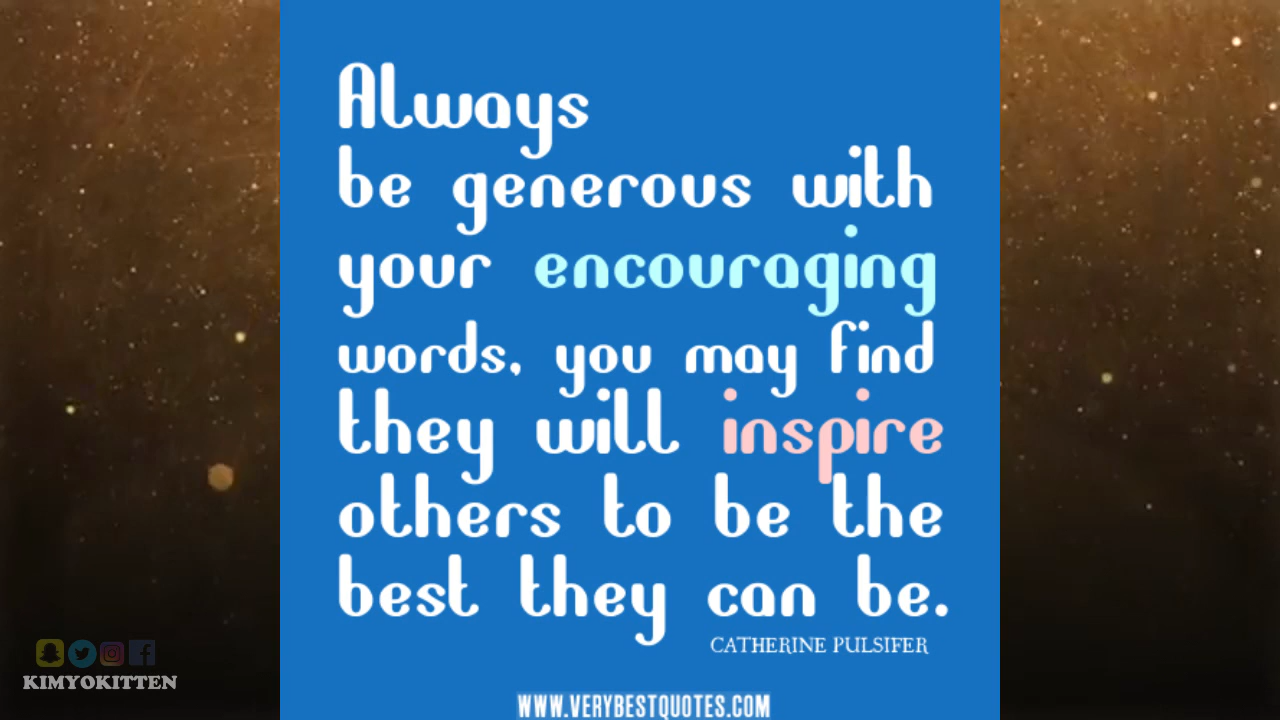 Always
be generous with
your encouraging
words, you may find
they will inspire
others to be the
best they can be.
CATHERINE PULSIFER
KIMYOKITTEN
WWW.VERYBESTQUOTES.COM